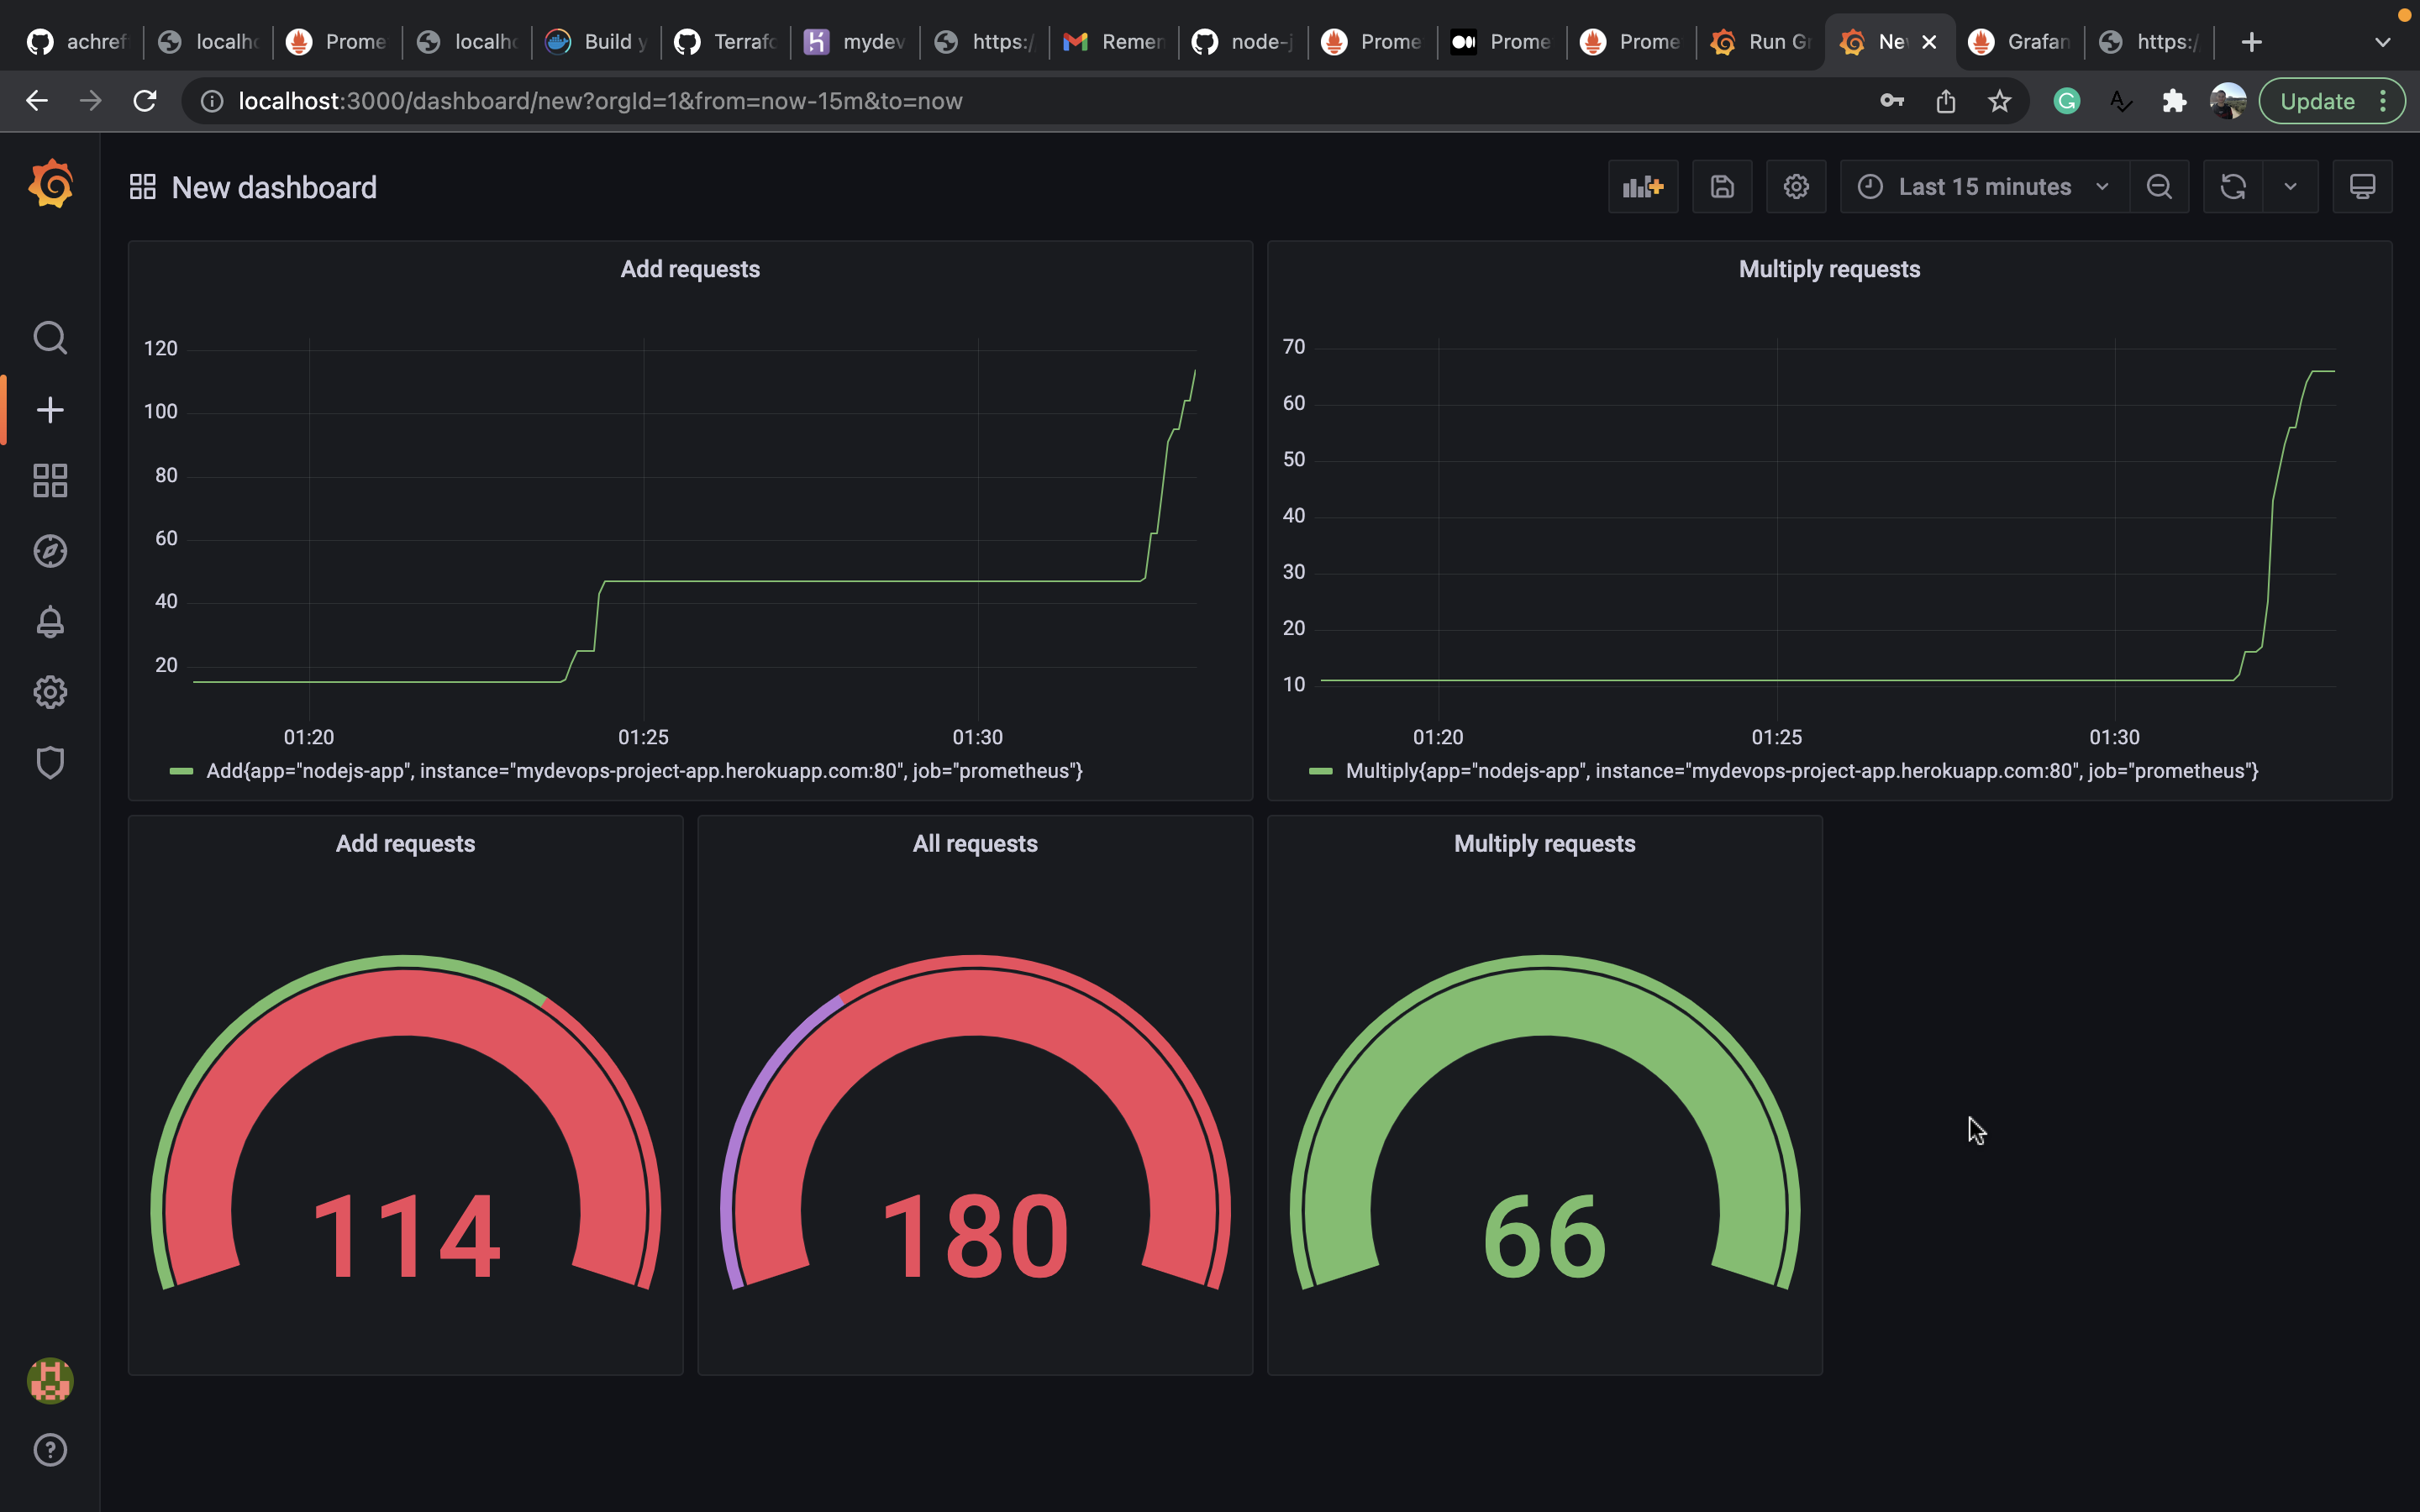 achref
localho
Prome
localho
Build y
Terrafo
mydev
https:/
Remen
node-j
Prome
Prome
Prome
Run Gr
Ne
Grafan
https:/
localhost:3000/dashboard/new?orgId=1&from=now-15m&to=now
Update
New dashboard
Last 15 minutes
Add requests
120
100
80
60
40
20
01:20 01:25 01:30
Add{app="nodejs-app", instance="mydevops-project-app.herokuapp.com:80", job="prometheus"}
Multiply requests
70
60
50
40
30
20
10
01:20 01:25 01:30
Multiply{app="nodejs-app", instance="mydevops-project-app.herokuapp.com:80", job="prometheus"}
Add requests
114
All requests
180
Multiply requests
66